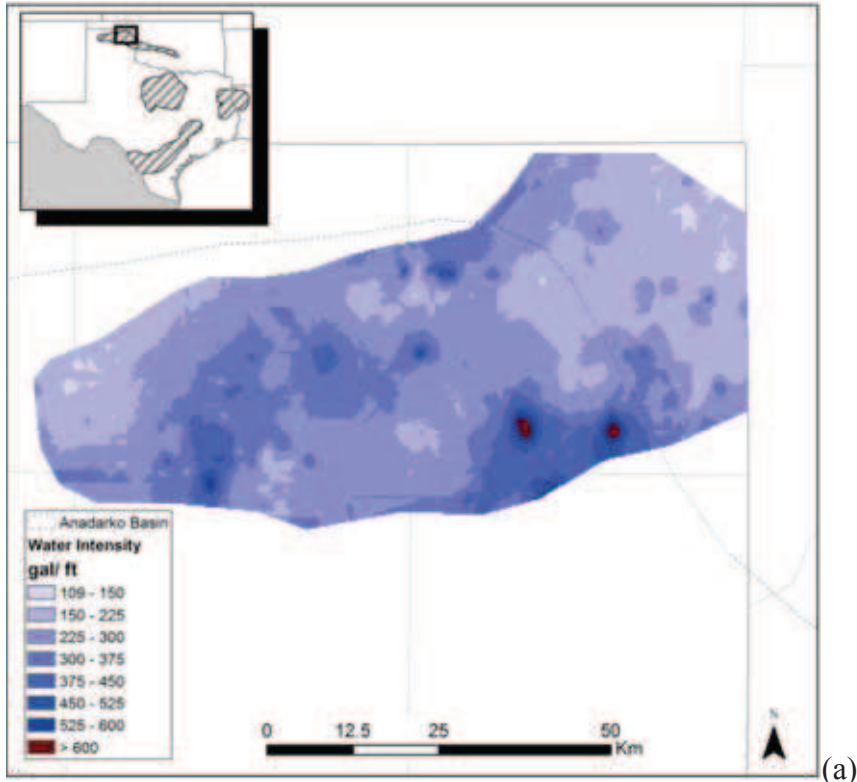 Anadarko Basin
Water Intensity
gal/ ft
109 - 150
150 - 225
225 - 300
300 - 375
375 - 450
450 - 525
525 - 600
> 600
0 12.5 25 50
Km
N
(a)